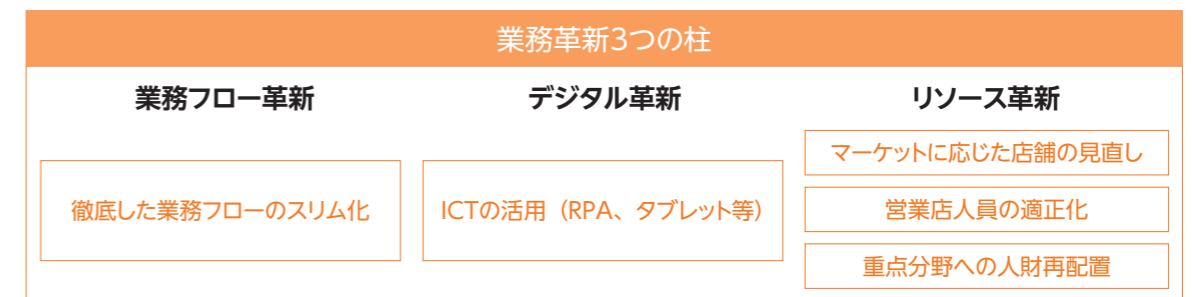 業務革新3つの柱
業務フロー革新
徹底した業務フローのスリム化
デジタル革新
ICTの活用（RPA、タブレット等）
リソース革新
マーケットに応じた店舗の見直し
営業店人員の適正化
重点分野への人財再配置